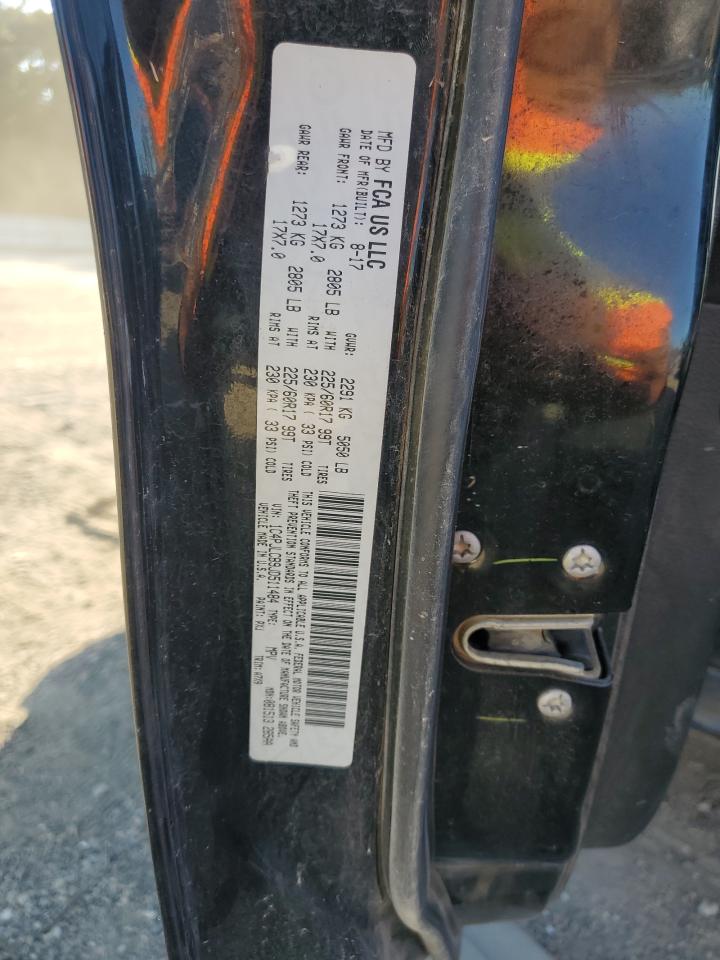 MFD BY FCA US LLC
DATE OF MFR(BUILT): 8-17 GVWR: 2291 KG 5050 LB
GAWR FRONT: 1273 KG 2805 LB WITH 225/60R17 99T TIRES
17X7.0 RIMS AT 230 KPA ( 33 PSI) COLD
GAWR REAR: 1273 KG 2805 LB WITH 225/60R17 99T TIRES
17X7.0 RIMS AT 230 KPA ( 33 PSI) COLD
THIS VEHICLE CONFORMS TO ALL APPLICABLE U.S.A. FEDERAL MOTOR VEHICLE SAFETY AND
THEFT PREVENTION STANDARDS IN EFFECT ON THE DATE OF MANUFACTURE SHOWN ABOVE.
VIN: 1C4PJLCB9JD511484 TYPE: MPV
VEHICLE MADE IN U.S.A. PAINT: PXJ TRIM: A7X9